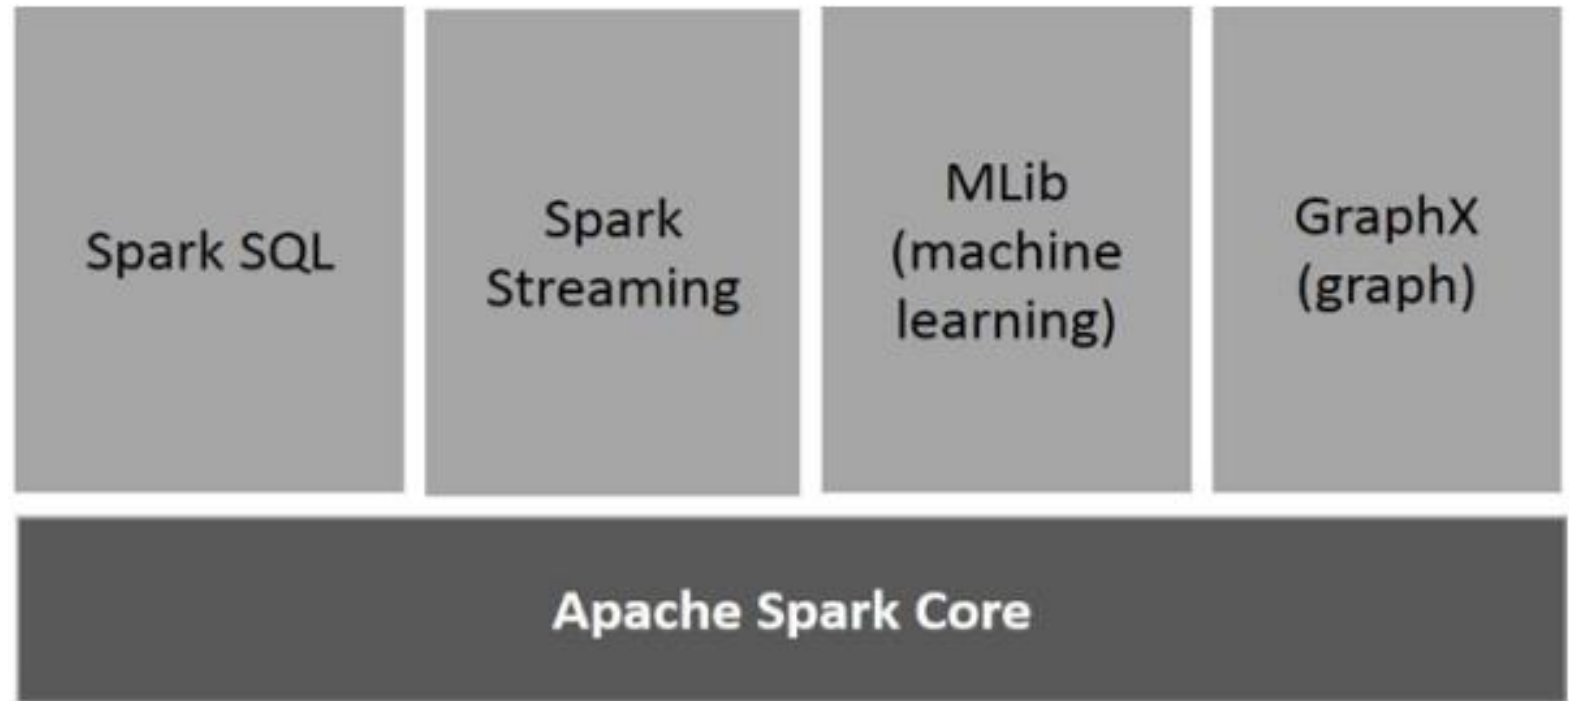 Spark SQL
Spark
Streaming
MLib
(machine
learning)
GraphX
(graph)
Apache Spark Core